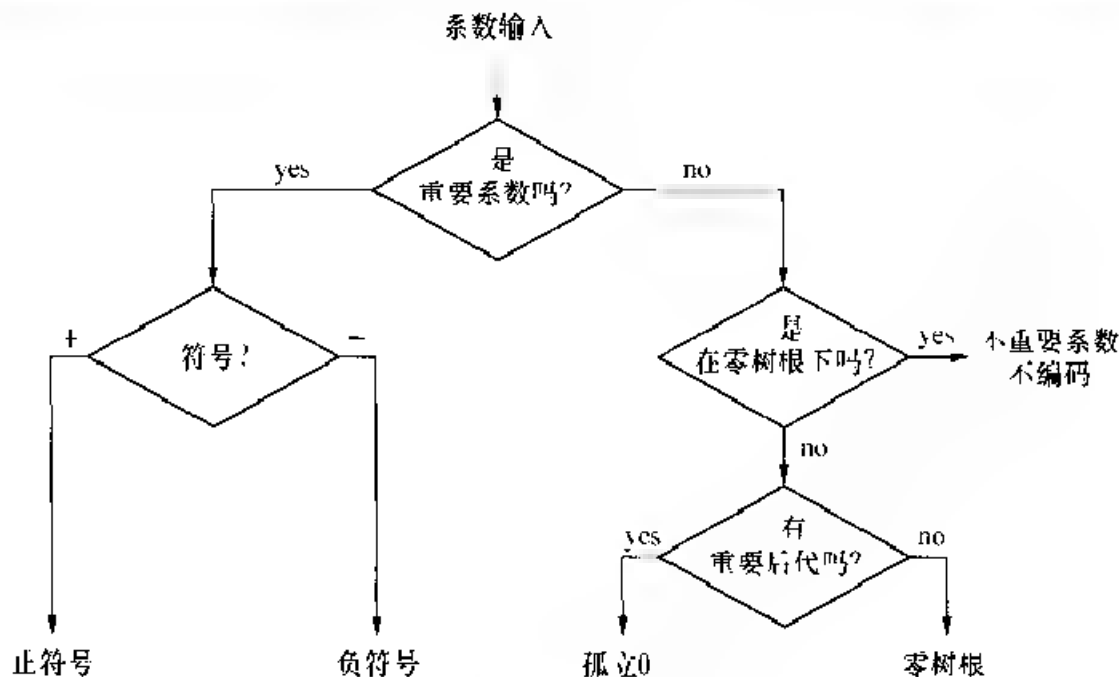 系数输入
是
重要系数吗?
yes
no
符号?
+
−
是
在零树根下吗?
yes
不重要系数
不编码
no
有
重要后代吗?
yes
no
正符号
负符号
孤立0
零树根